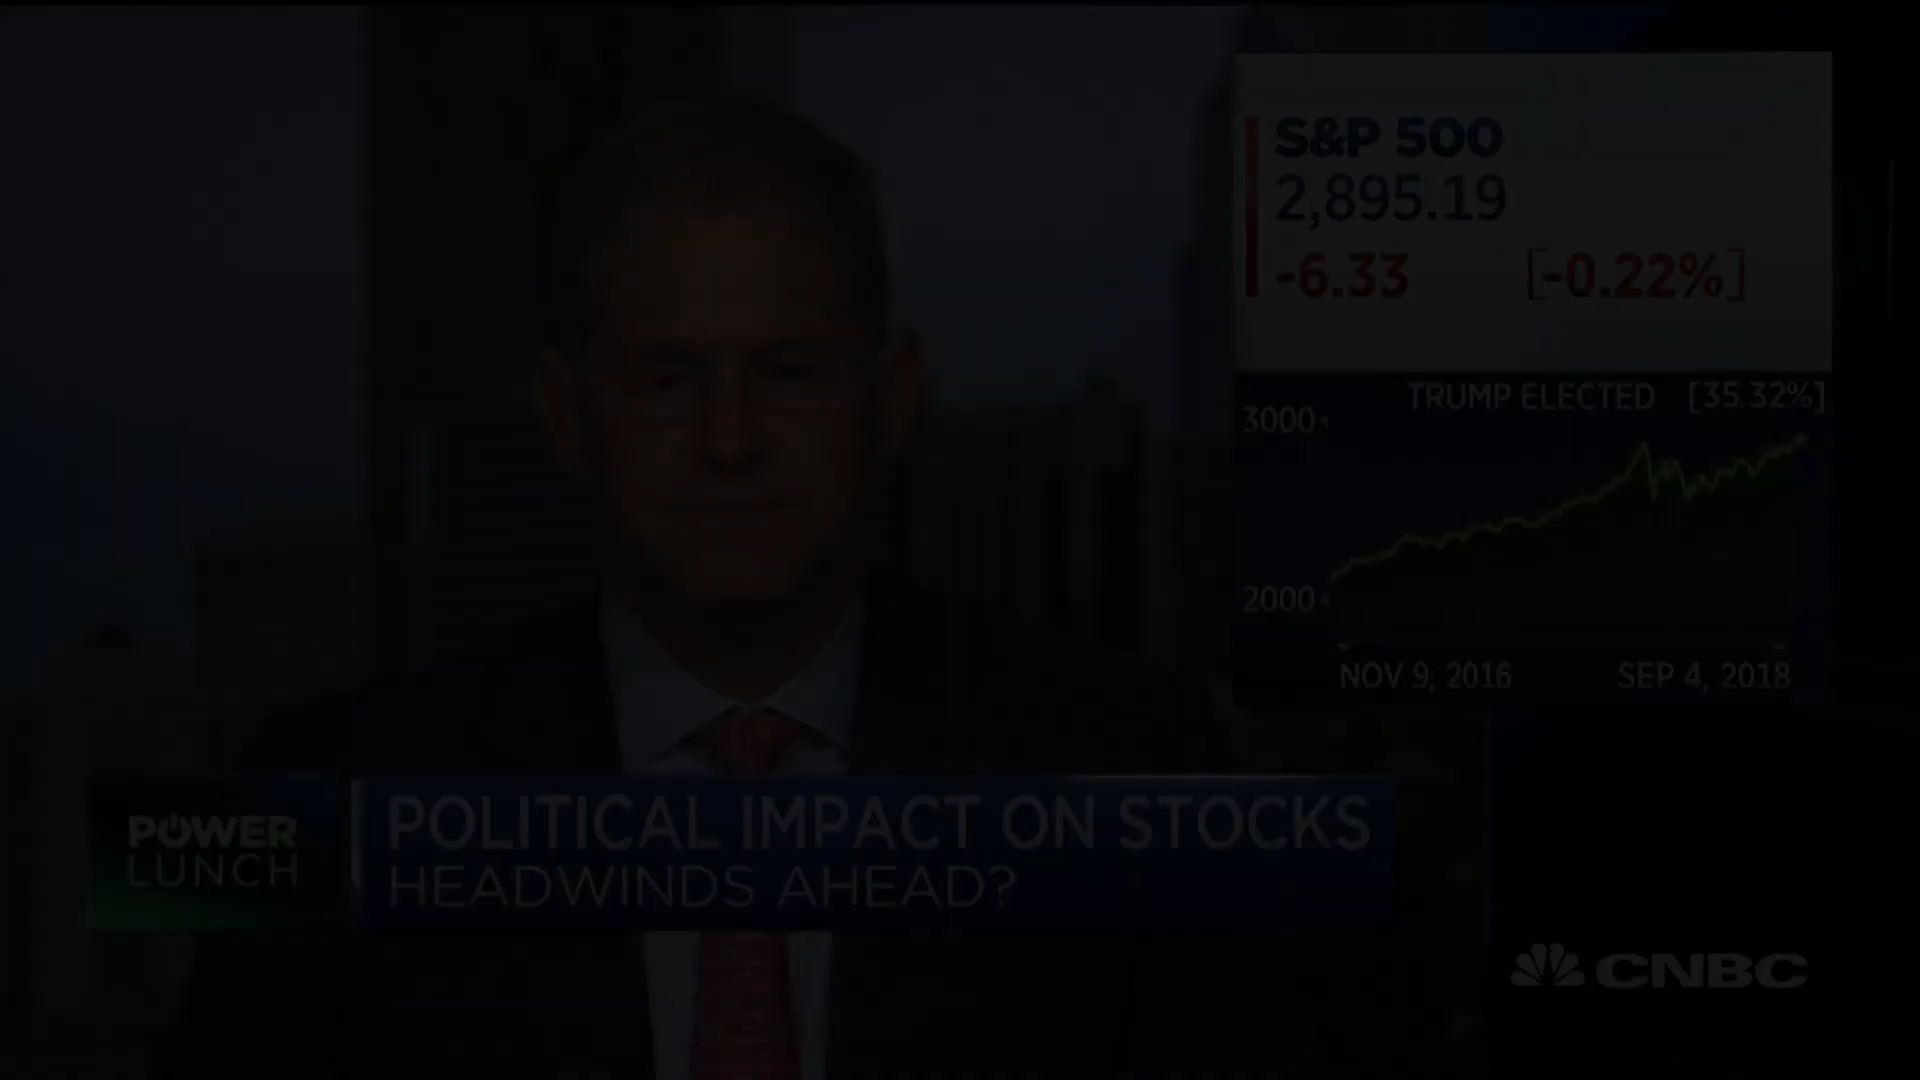 S&P 500
2,895.19
-6.33 [-0.22%]
TRUMP ELECTED [35.32%]
3000
2000
NOV 9, 2016 SEP 4, 2018
POWER
LUNCH
POLITICAL IMPACT ON STOCKS
HEADWINDS AHEAD?
CNBC